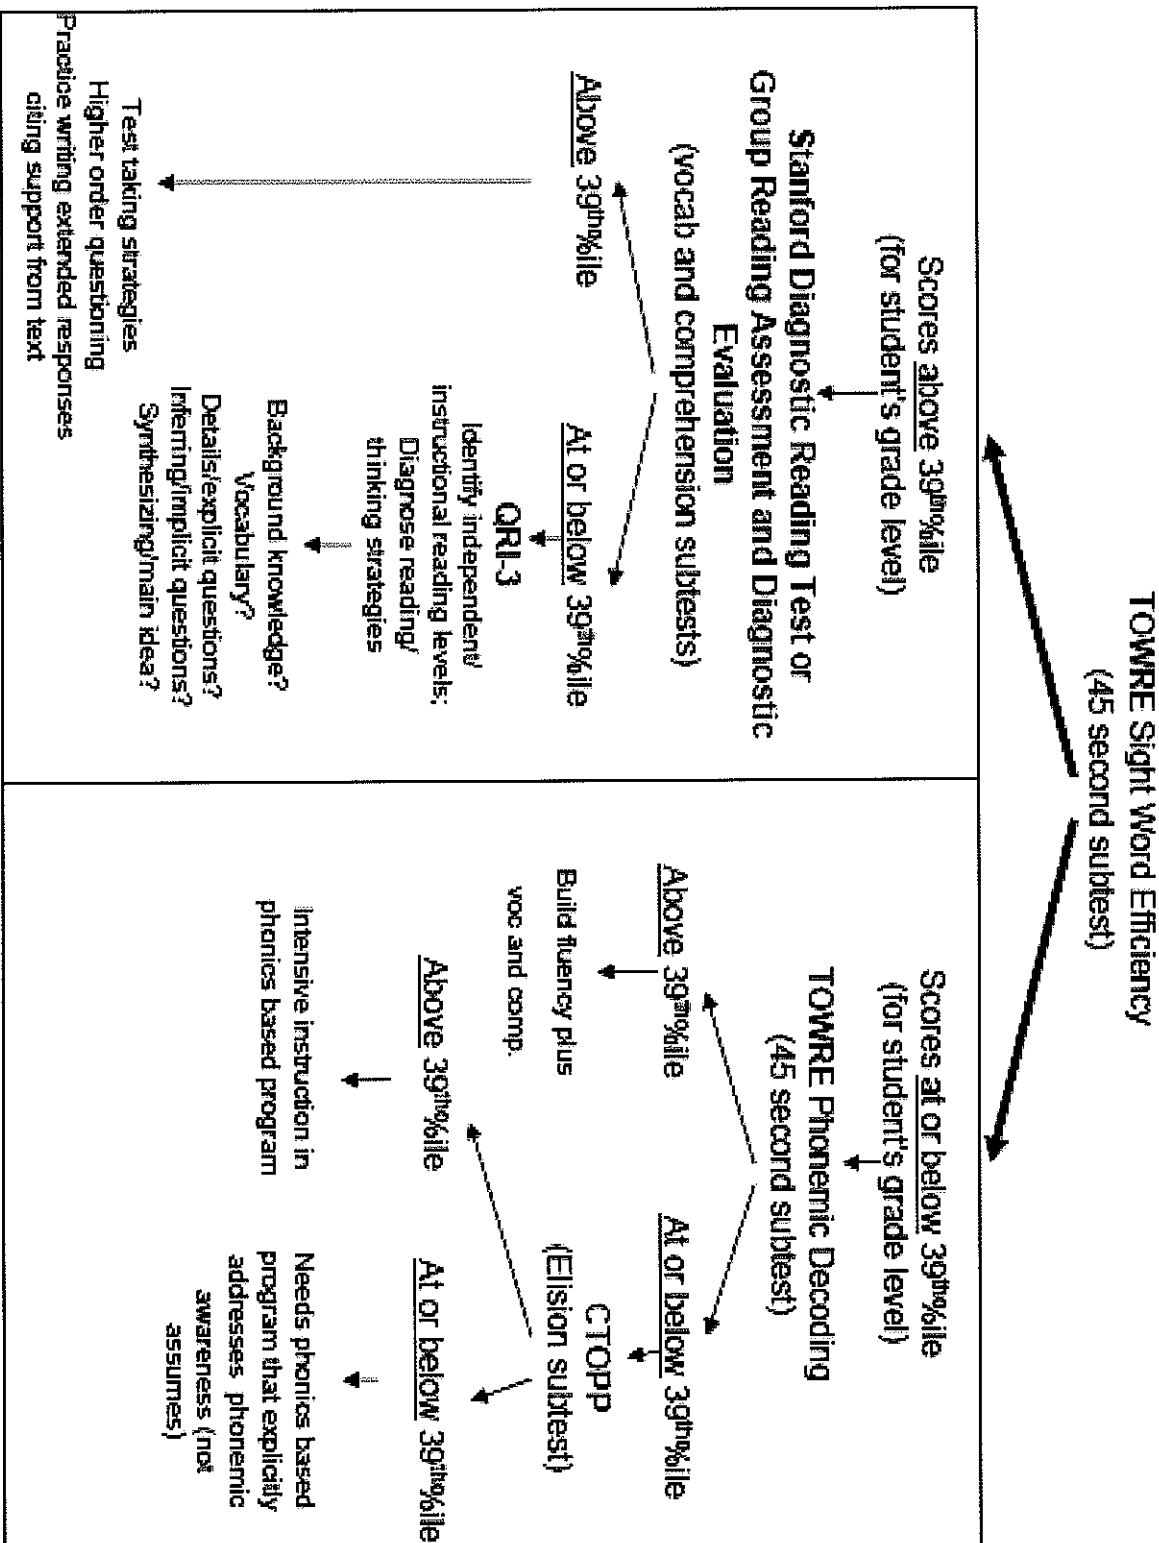 TOWRE Sight Word Efficiency
(45 second subtest)
Scores above 39th%ile
(for student's grade level)
Stanford Diagnostic Reading Test or
Group Reading Assessment and Diagnostic
Evaluation
(vocab and comprehension subtests)
Above 39th%ile
Test taking strategies
Higher order questioning
Practice writing extended responses
citing support from text
At or below 39th%ile
QRI-3
Identify independent/
instructional reading levels;
Diagnose reading/
thinking strategies
Background knowledge?
Vocabulary?
Details/explicit questions?
Inferring/implicit questions?
Synthesizing/main idea?
Scores at or below 39th%ile
(for student's grade level)
TOWRE Phonemic Decoding
(45 second subtest)
Above 39th%ile
Build fluency plus
voc and comp.
At or below 39th%ile
CTOPP
(Elision subtest)
Above 39th%ile
Intensive instruction in
phonics based program
At or below 39th%ile
Needs phonics based
program that explicitly
addresses phonemic
awareness (not
assumes)